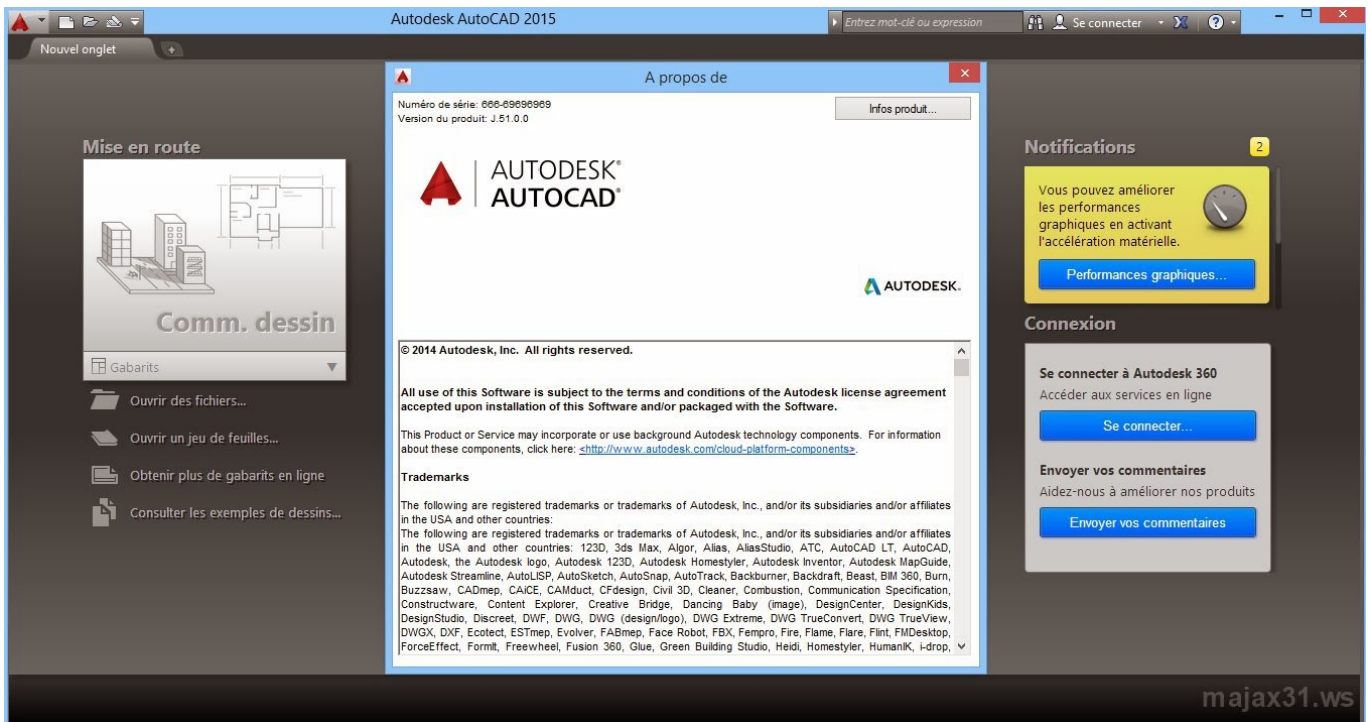 Autodesk AutoCAD 2015
Entrez mot-clé ou expression
Se connecter
Nouvel onglet
A propos de
Numéro de série: 666-69696969
Version du produit: J.51.0.0
Infos produit...
AUTODESK®
AUTOCAD®
AUTODESK.
© 2014 Autodesk, Inc. All rights reserved.
All use of this Software is subject to the terms and conditions of the Autodesk license agreement
accepted upon installation of this Software and/or packaged with the Software.
This Product or Service may incorporate or use background Autodesk technology components. For information
about these components, click here: <http://www.autodesk.com/cloud-platform-components>.
Trademarks
The following are registered trademarks or trademarks of Autodesk, Inc., and/or its subsidiaries and/or affiliates
in the USA and other countries:
The following are registered trademarks or trademarks of Autodesk, Inc., and/or its subsidiaries and/or affiliates
in the USA and other countries: 123D, 3ds Max, Algor, Alias, AliasStudio, ATC, AutoCAD LT, AutoCAD,
Autodesk, the Autodesk logo, Autodesk 123D, Autodesk Homestyler, Autodesk Inventor, Autodesk MapGuide,
Autodesk Streamline, AutoLISP, AutoSketch, AutoSnap, AutoTrack, Backburner, Backdraft, Beast, BIM 360, Burn,
Buzzsaw, CADmep, CAiCE, CAMduct, CFdesign, Civil 3D, Cleaner, Combustion, Communication Specification,
Constructware, Content Explorer, Creative Bridge, Dancing Baby (image), DesignCenter, DesignKids,
DesignStudio, Discreet, DWF, DWG, DWG (design/logo), DWG Extreme, DWG TrueConvert, DWG TrueView,
DWGX, DXF, Ecotect, ESTmep, Evolver, FABmep, Face Robot, FBX, Fempro, Fire, Flame, Flare, Flint, FMDesktop,
ForceEffect, FormIt, Freewheel, Fusion 360, Glue, Green Building Studio, Heidi, Homestyler, HumanIK, i-drop,
Mise en route
Comm. dessin
Gabarits
Ouvrir des fichiers...
Ouvrir un jeu de feuilles...
Obtenir plus de gabarits en ligne
Consulter les exemples de dessins...
Notifications
2
Vous pouvez améliorer
les performances
graphiques en activant
l'accélération matérielle.
Performances graphiques...
Connexion
Se connecter à Autodesk 360
Accéder aux services en ligne
Se connecter...
Envoyer vos commentaires
Aidez-nous à améliorer nos produits
Envoyer vos commentaires
majax31.ws